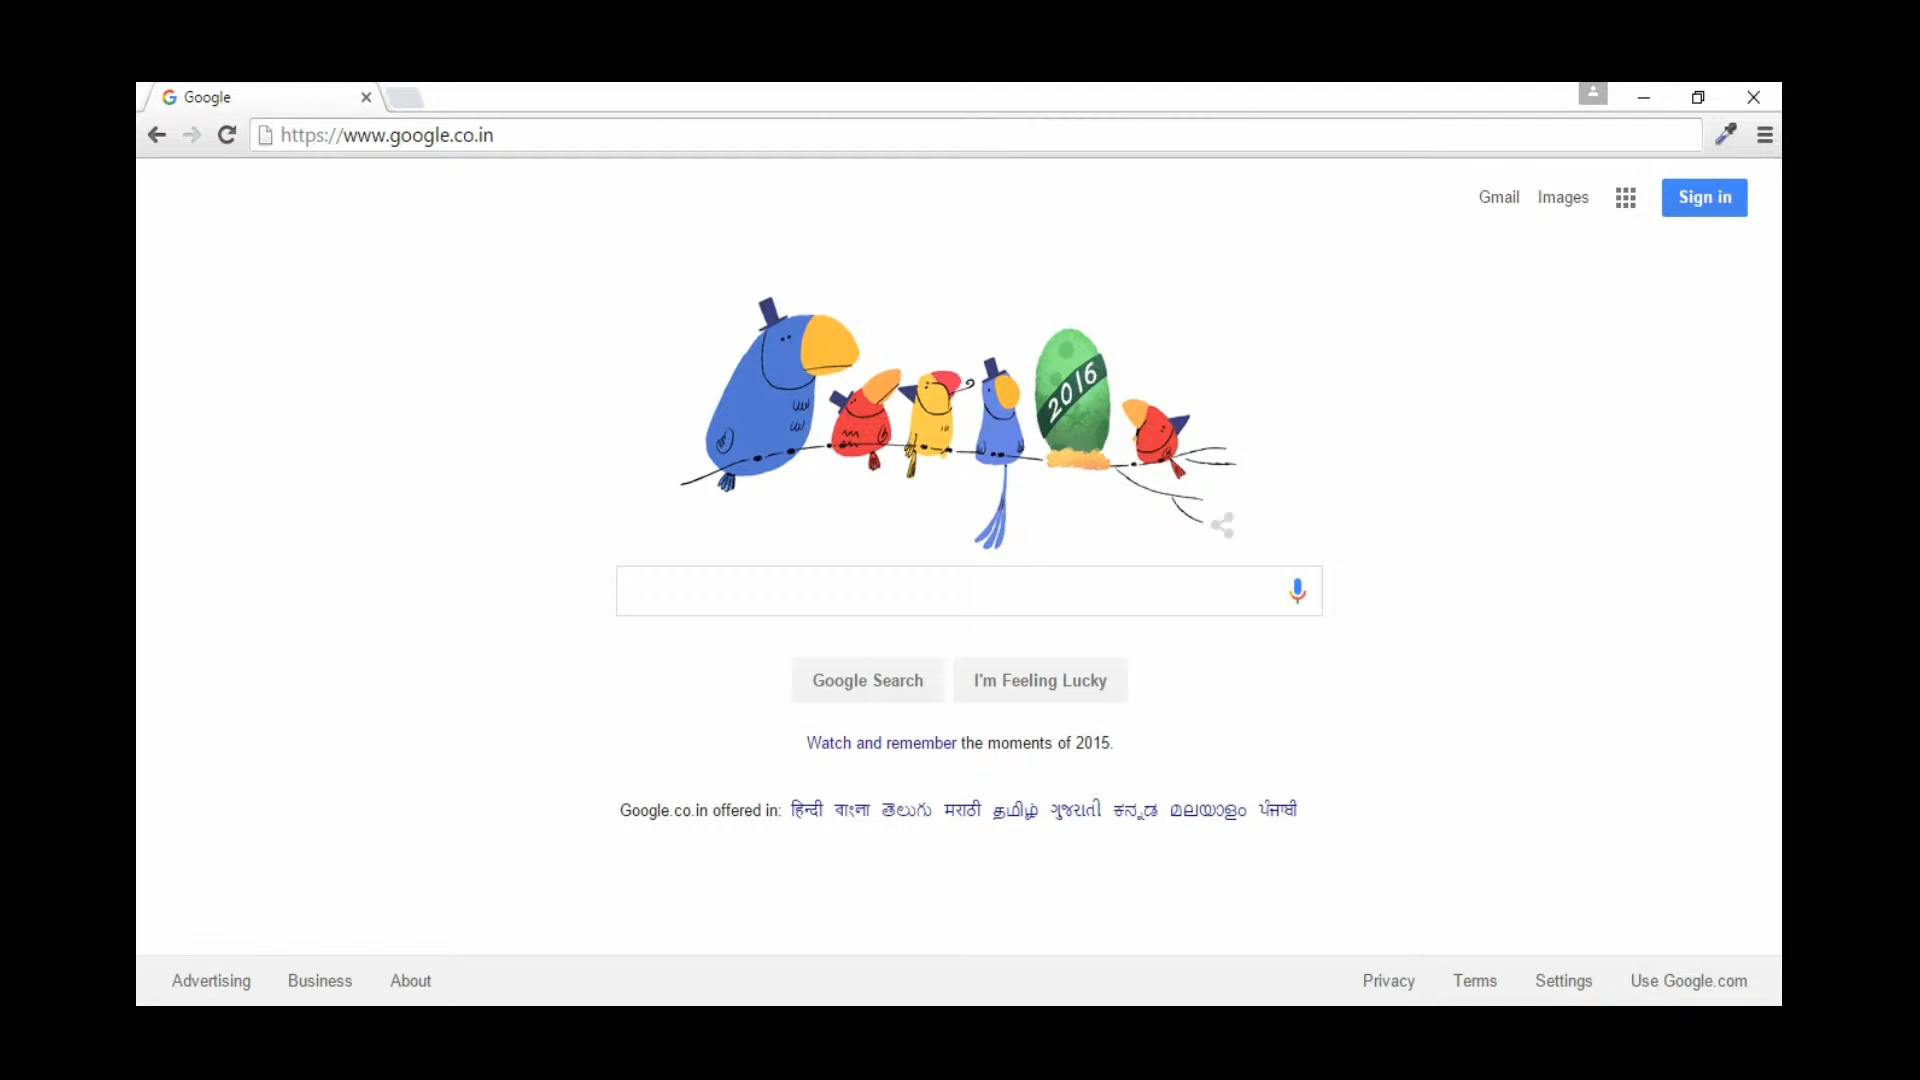 Google
https://www.google.co.in
Gmail Images Sign in
2016
Google Search I'm Feeling Lucky
Watch and remember the moments of 2015.
Google.co.in offered in: हिन्दी বাংলা తెలుగు मराठी தமிழ் ગુજરાતી ಕನ್ನಡ മലയാളം ਪੰਜਾਬੀ
Advertising Business About Privacy Terms Settings Use Google.com